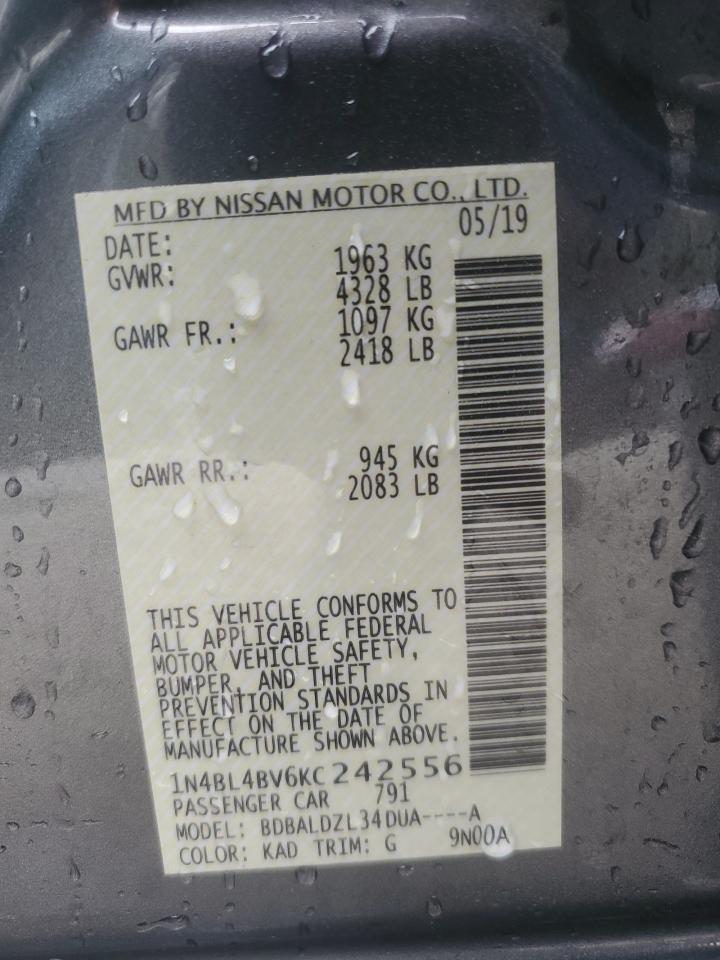 MFD BY NISSAN MOTOR CO., LTD.
DATE: 05/19
GVWR: 1963 KG
4328 LB
GAWR FR.: 1097 KG
2418 LB
GAWR RR.: 945 KG
2083 LB
THIS VEHICLE CONFORMS TO
ALL APPLICABLE FEDERAL
MOTOR VEHICLE SAFETY,
BUMPER, AND THEFT
PREVENTION STANDARDS IN
EFFECT ON THE DATE OF
MANUFACTURE SHOWN ABOVE.
1N4BL4BV6KC242556
PASSENGER CAR 791
MODEL: BDBALDZL34DUA----A
COLOR: KAD TRIM: G 9N00A